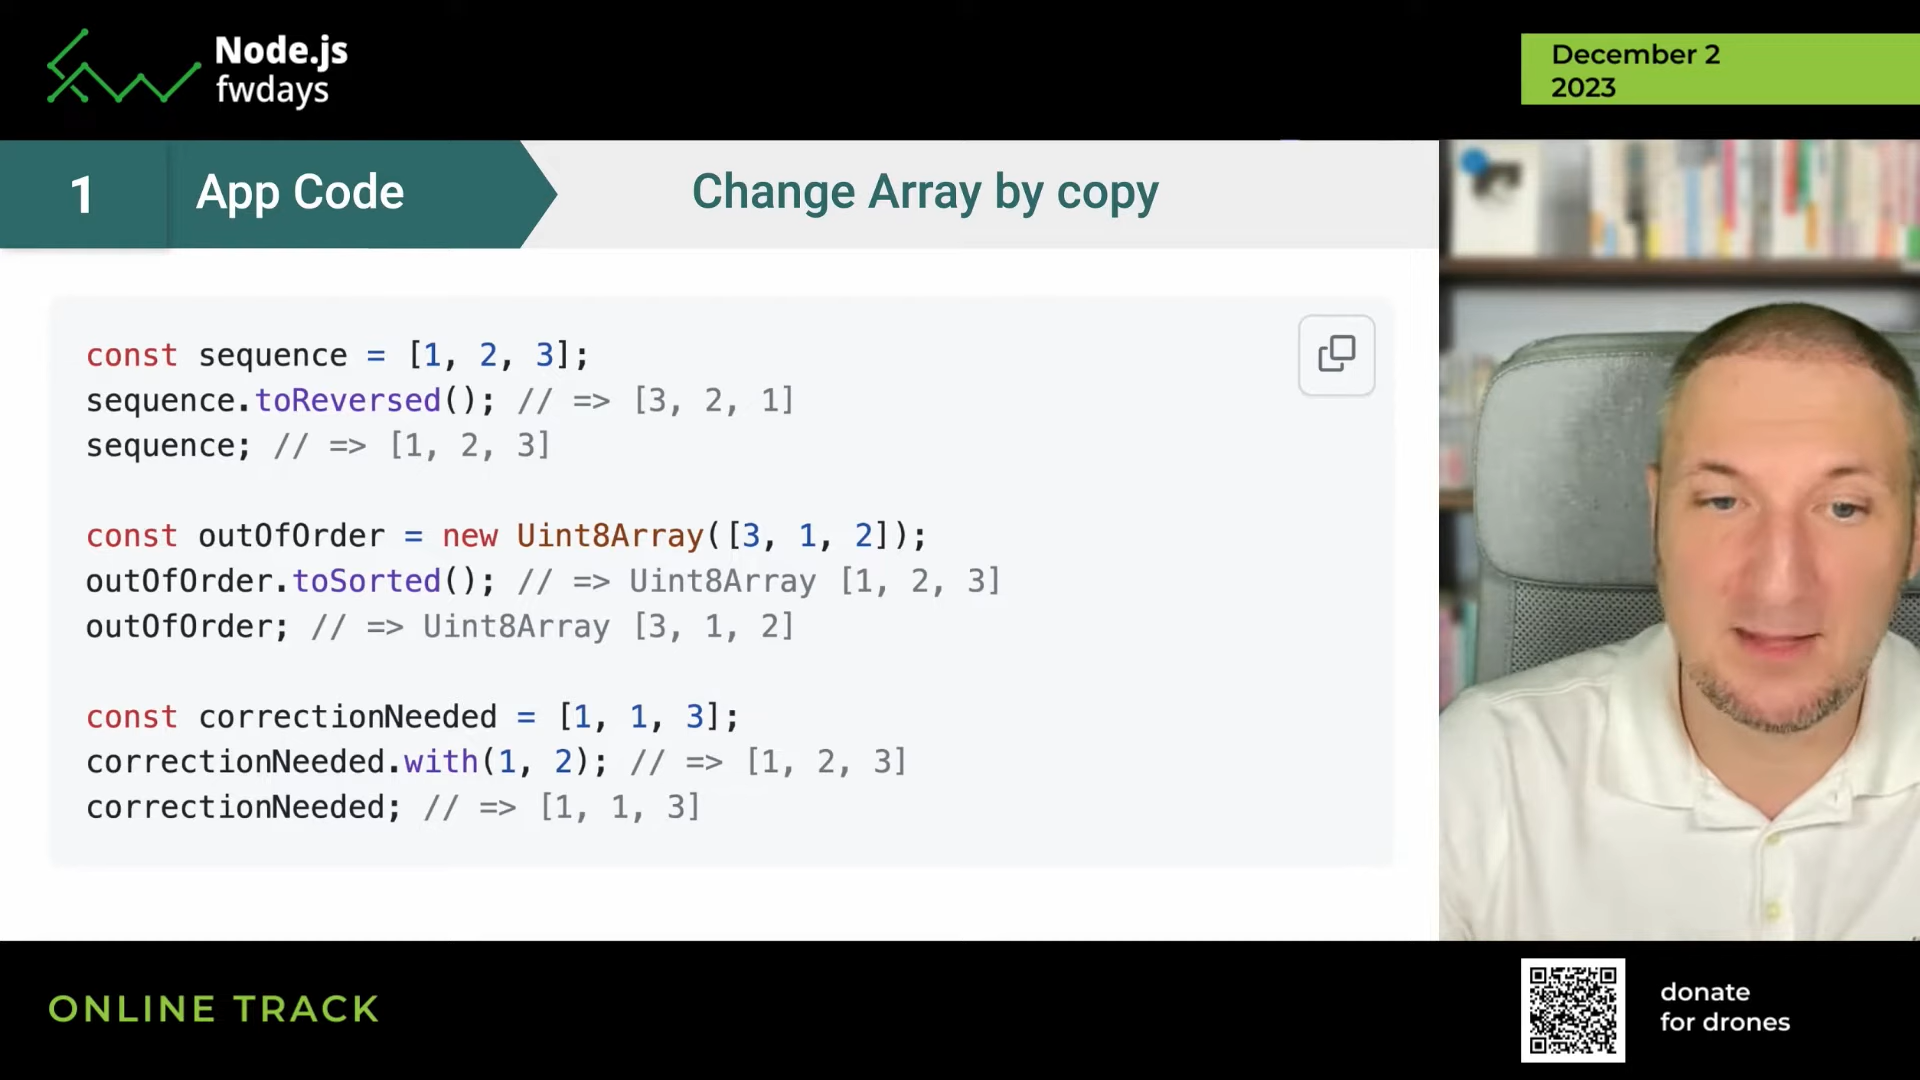 Node.js
fwdays
December 2
2023
1
App Code
Change Array by copy
const sequence = [1, 2, 3];
sequence.toReversed(); // => [3, 2, 1]
sequence; // => [1, 2, 3]
const outOfOrder = new Uint8Array([3, 1, 2]);
outOfOrder.toSorted(); // => Uint8Array [1, 2, 3]
outOfOrder; // => Uint8Array [3, 1, 2]
const correctionNeeded = [1, 1, 3];
correctionNeeded.with(1, 2); // => [1, 2, 3]
correctionNeeded; // => [1, 1, 3]
ONLINE TRACK
donate
for drones